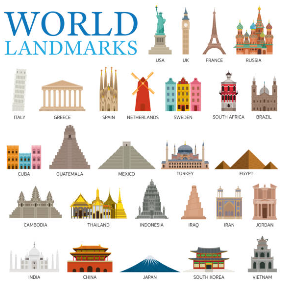 WORLD
LANDMARKS
USA UK FRANCE RUSSIA
ITALY GREECE SPAIN NETHERLANDS SWEDEN SOUTH AFRICA BRAZIL
CUBA GUATEMALA MEXICO TURKEY EGYPT
CAMBODIA THAILAND INDONESIA IRAQ IRAN JORDAN
INDIA CHINA JAPAN SOUTH KOREA VIETNAM